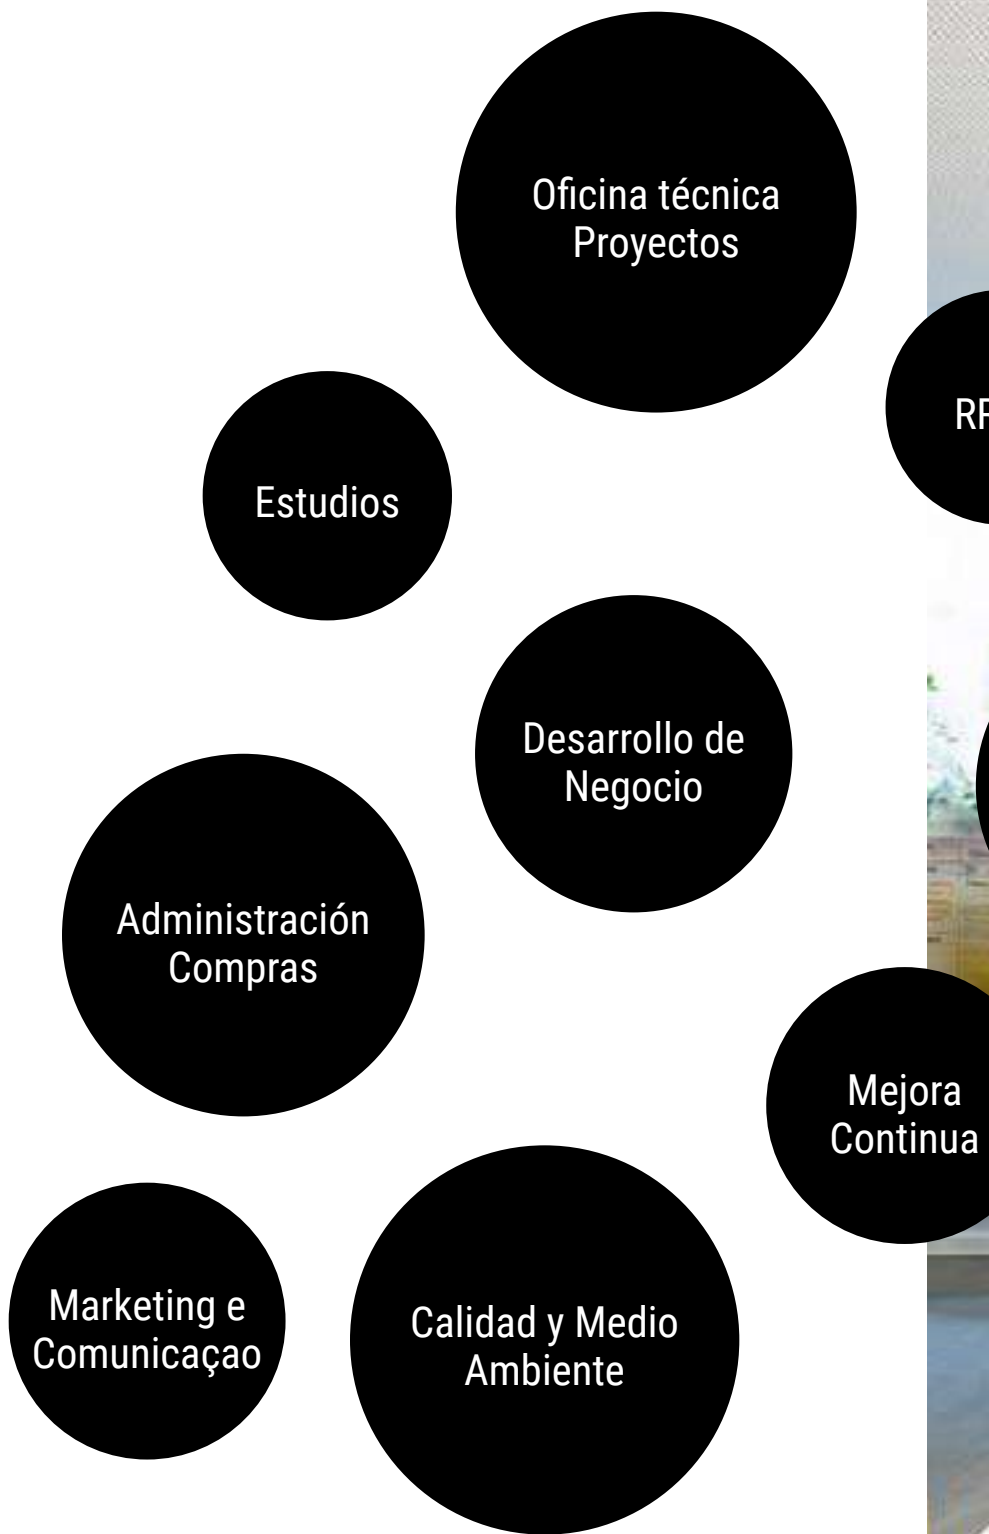 Oficina técnica
Proyectos
Estudios
Desarrollo de
Negocio
Administración
Compras
Mejora
Continua
Marketing e
Comunicaçao
Calidad y Medio
Ambiente